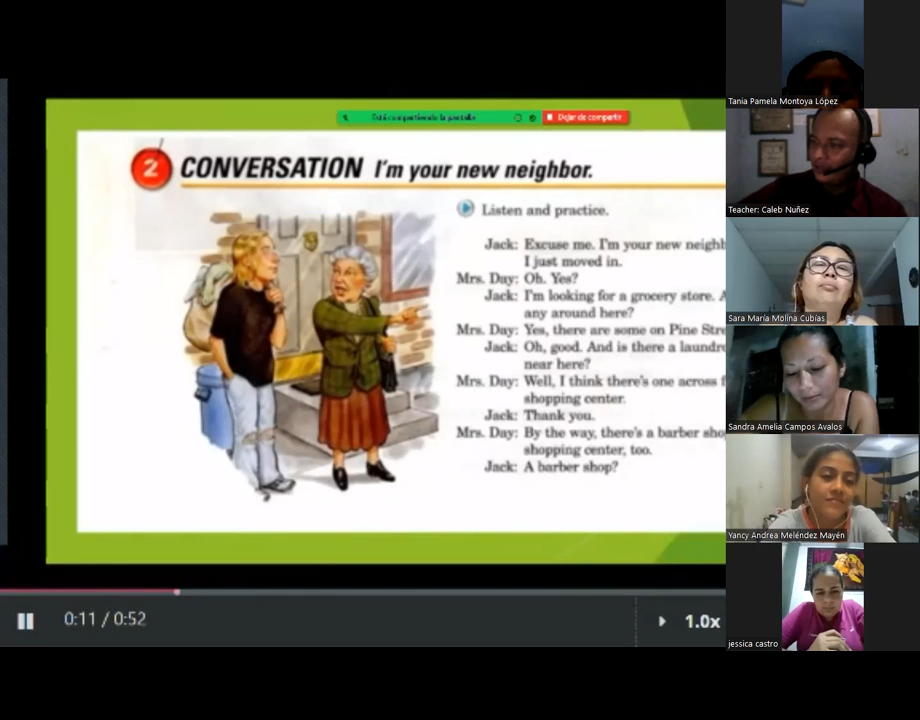 Está compartiendo la pantalla
Dejar de compartir
2 CONVERSATION I'm your new neighbor.
Listen and practice.
Jack: Excuse me. I'm your new neighb
I just moved in.
Mrs. Day: Oh. Yes?
Jack: I'm looking for a grocery store. A
any around here?
Mrs. Day: Yes, there are some on Pine Stre
Jack: Oh, good. And is there a laundr
near here?
Mrs. Day: Well, I think there's one across f
shopping center.
Jack: Thank you.
Mrs. Day: By the way, there's a barber sho
shopping center, too.
Jack: A barber shop?
0:11 / 0:52
1.0x
Tania Pamela Montoya López
Teacher: Caleb Nuñez
Sara María Molina Cubías
Sandra Amelia Campos Avalos
Yancy Andrea Meléndez Mayén
jessica castro